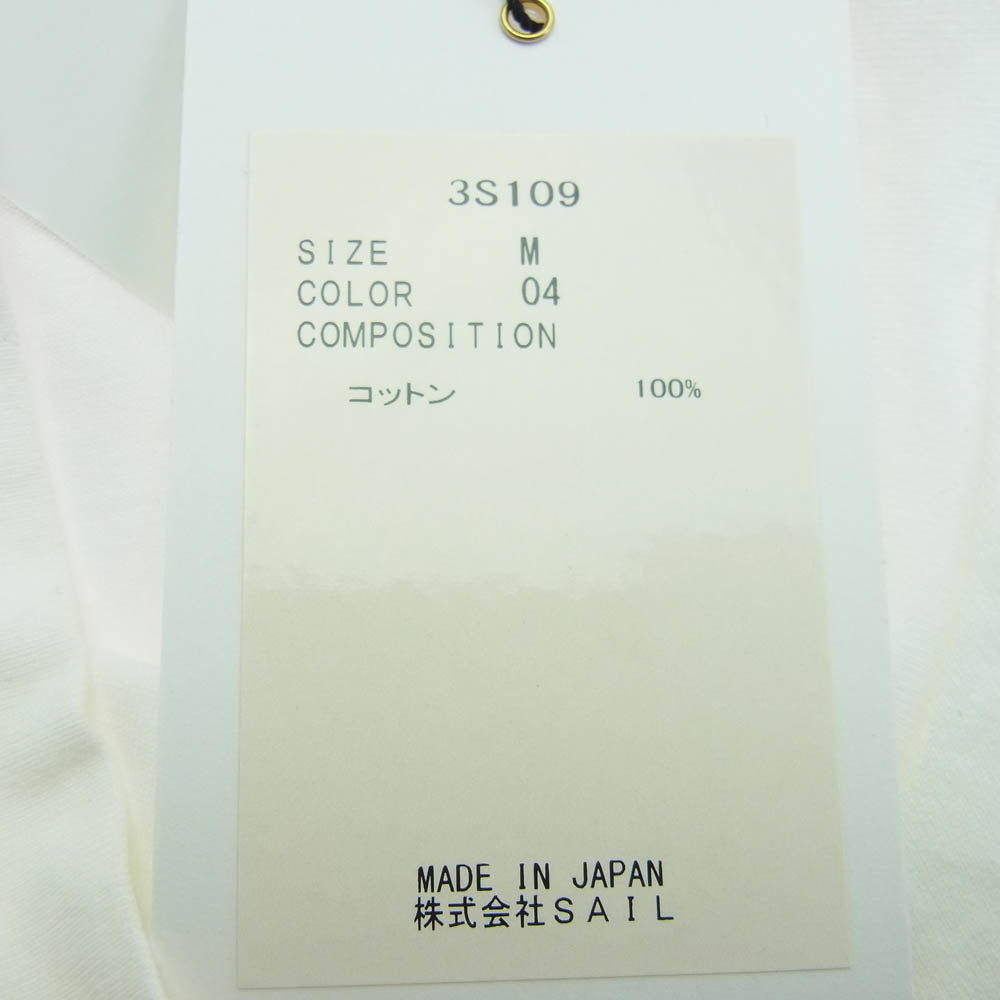 3S109
SIZE M
COLOR 04
COMPOSITION
コットン 100%
MADE IN JAPAN
株式会社SAIL